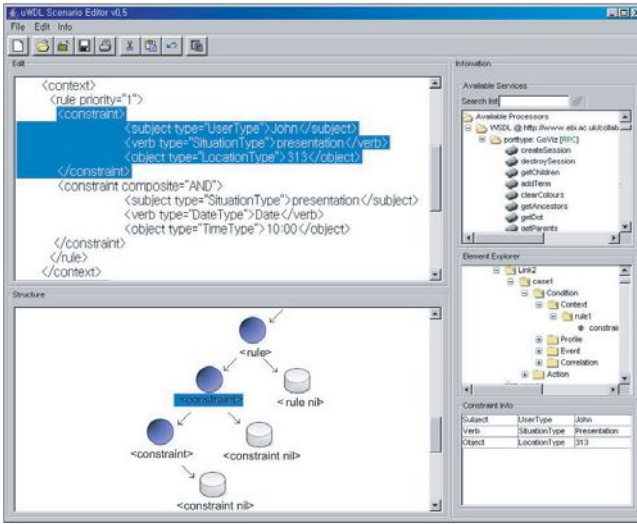 uWDL Scenario Editor v0.5
File Edit Info
Edit
<context>
<rule priority="1">
<constraint>
<subject type="UserType">John</subject>
<verb type="SituationType">presentation</verb>
<object type="LocationType">313</object>
</constraint>
<constraint composite="AND">
<subject type="SituationType">presentation</subject>
<verb type="DateType">Date</verb>
<object type="TimeType">10:00</object>
</constraint>
</rule>
</context>
Structure
<rule>
<constraint>
< rule nil>
<constraint>
<constraint nil>
<constraint nil>
Infomation
Available Services
Search list
Available Processors
WSDL @ http://www.ebi.ac.uk/collab
porttype: GoViz [RPC]
createSession
destroySession
getChildren
addTerm
clearColours
getAncestors
getDot
getParents
Element Explorer
Link2
case1
Condition
Context
rule1
constrai
Profile
Event
Correlation
Action
Constraint Info
Subject UserType John
Verb SituationType Presentation
Object LocationType 313